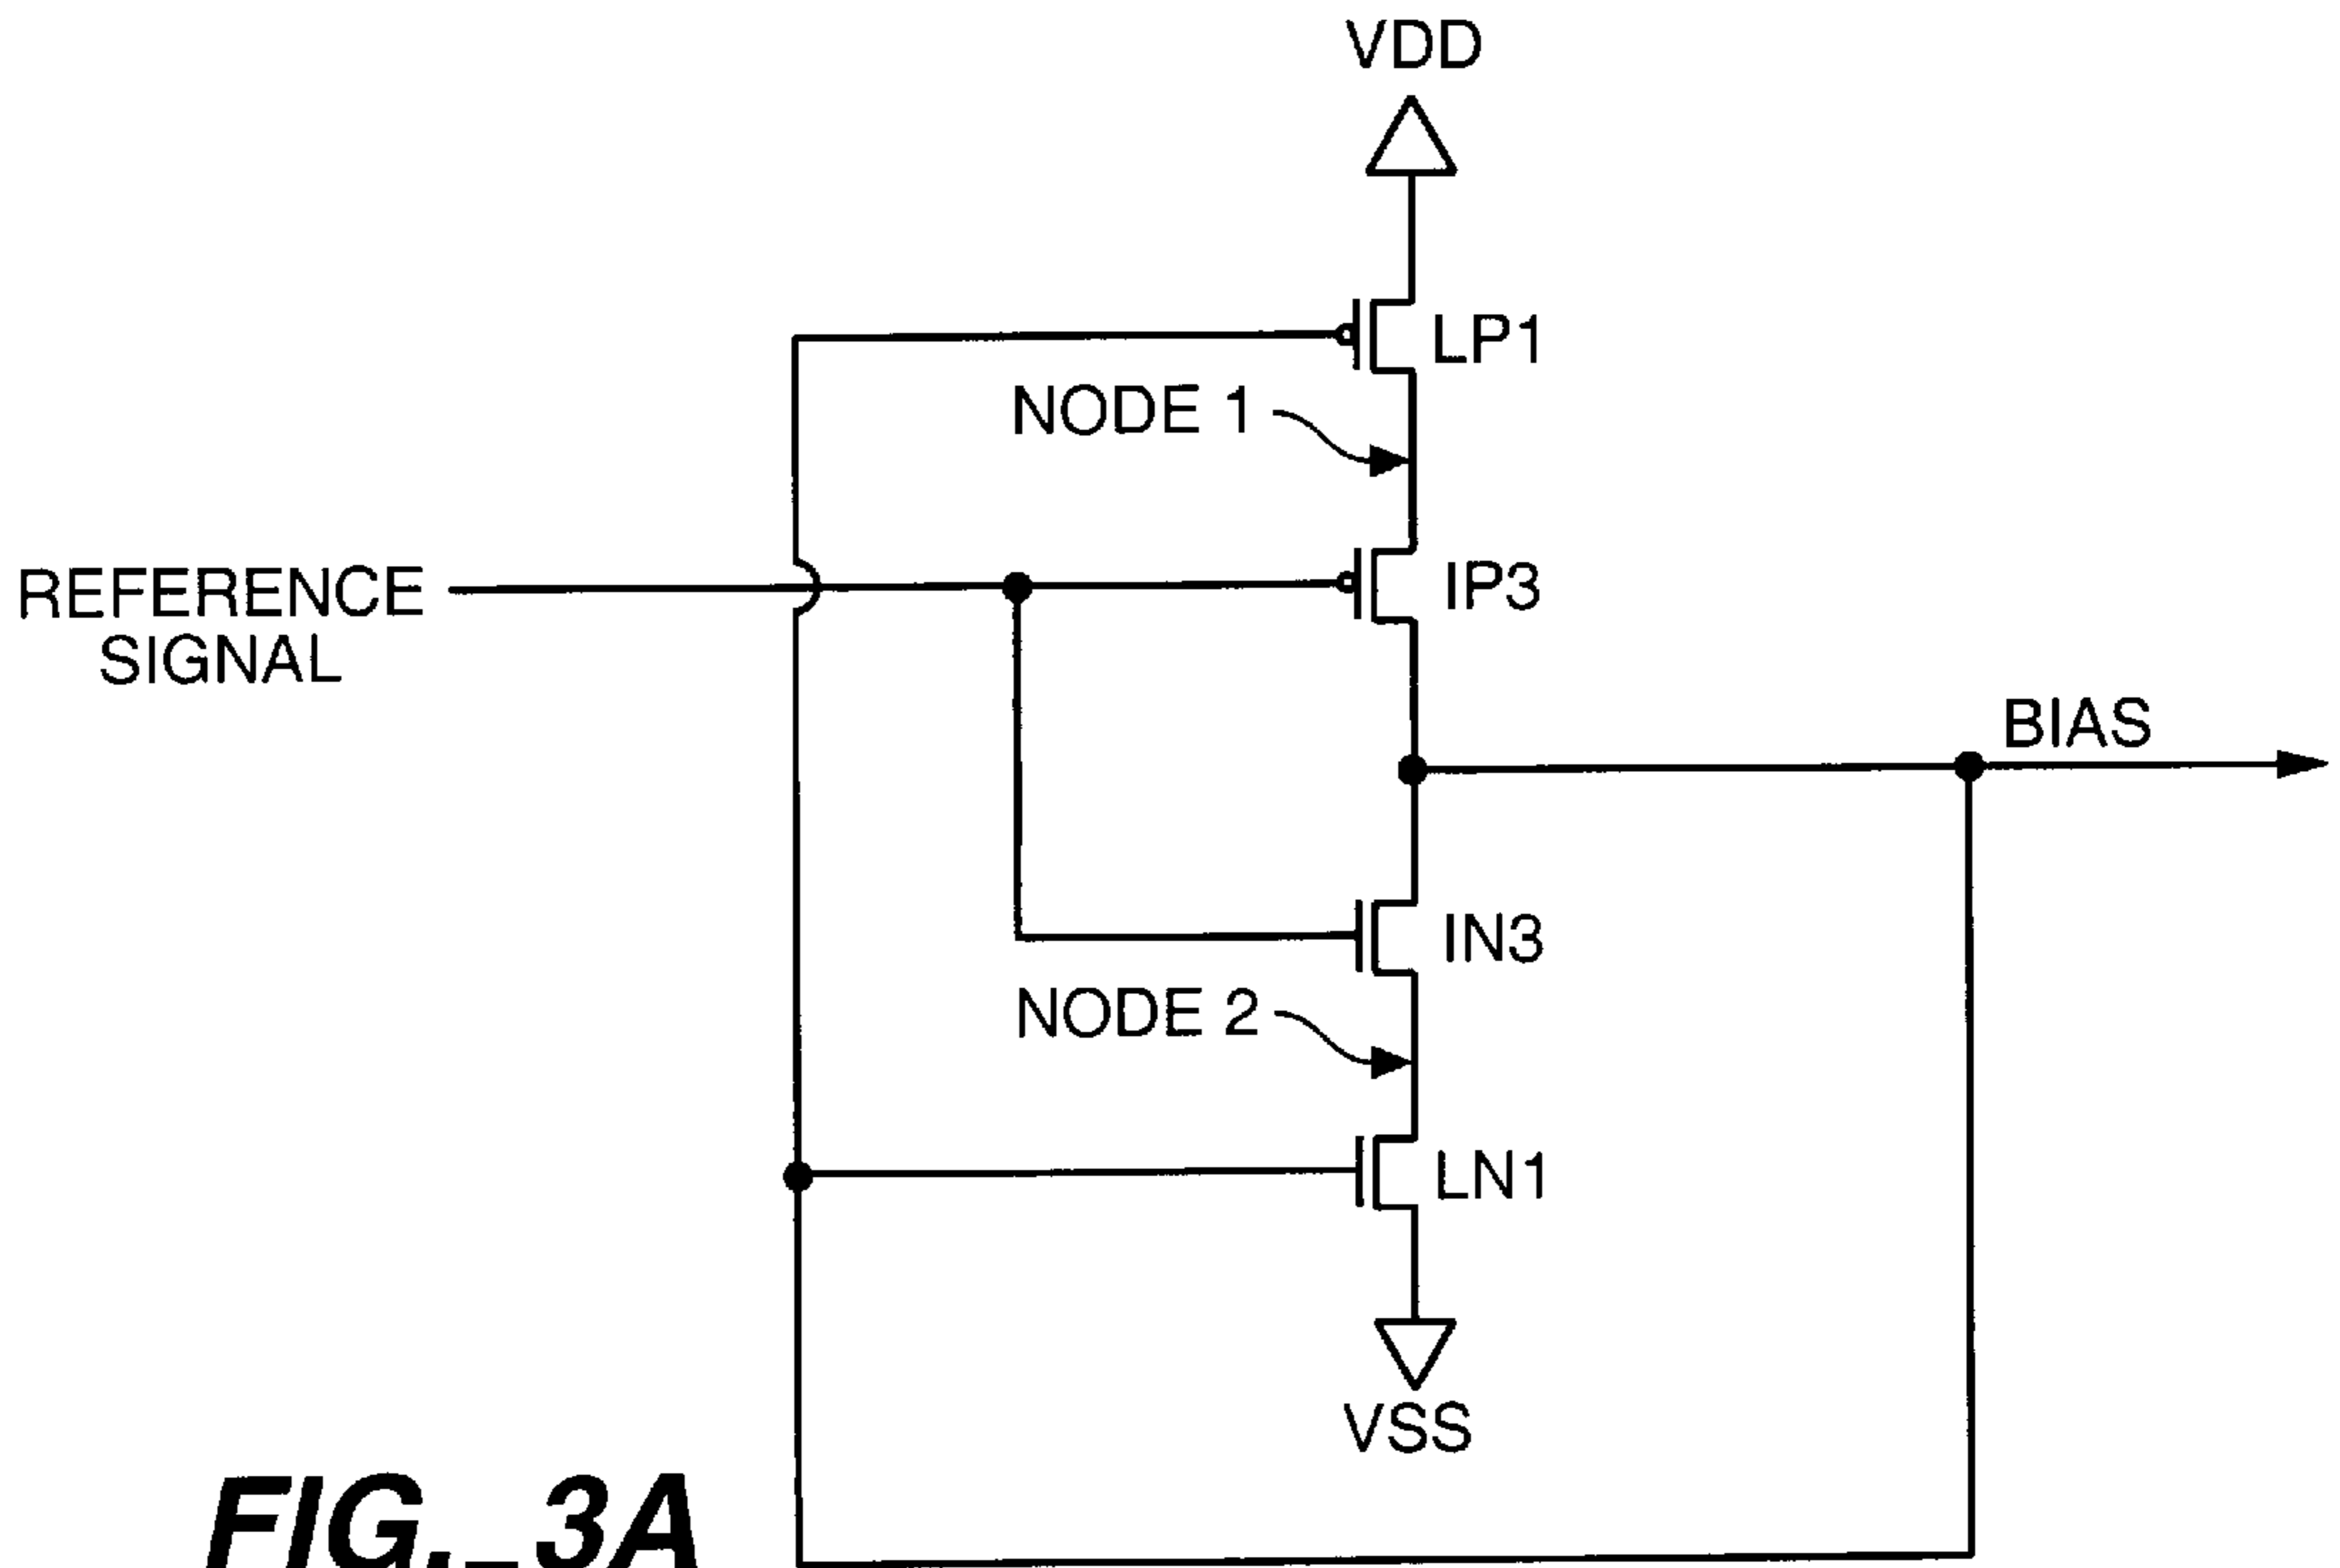 VDD
LP1
NODE 1
REFERENCE
SIGNAL
IP3
BIAS
IN3
NODE 2
LN1
VSS
FIG._3A